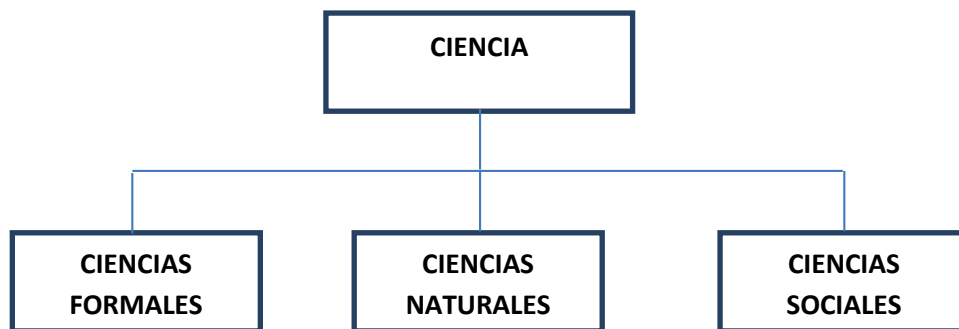 CIENCIA
CIENCIAS
FORMALES
CIENCIAS
NATURALES
CIENCIAS
SOCIALES